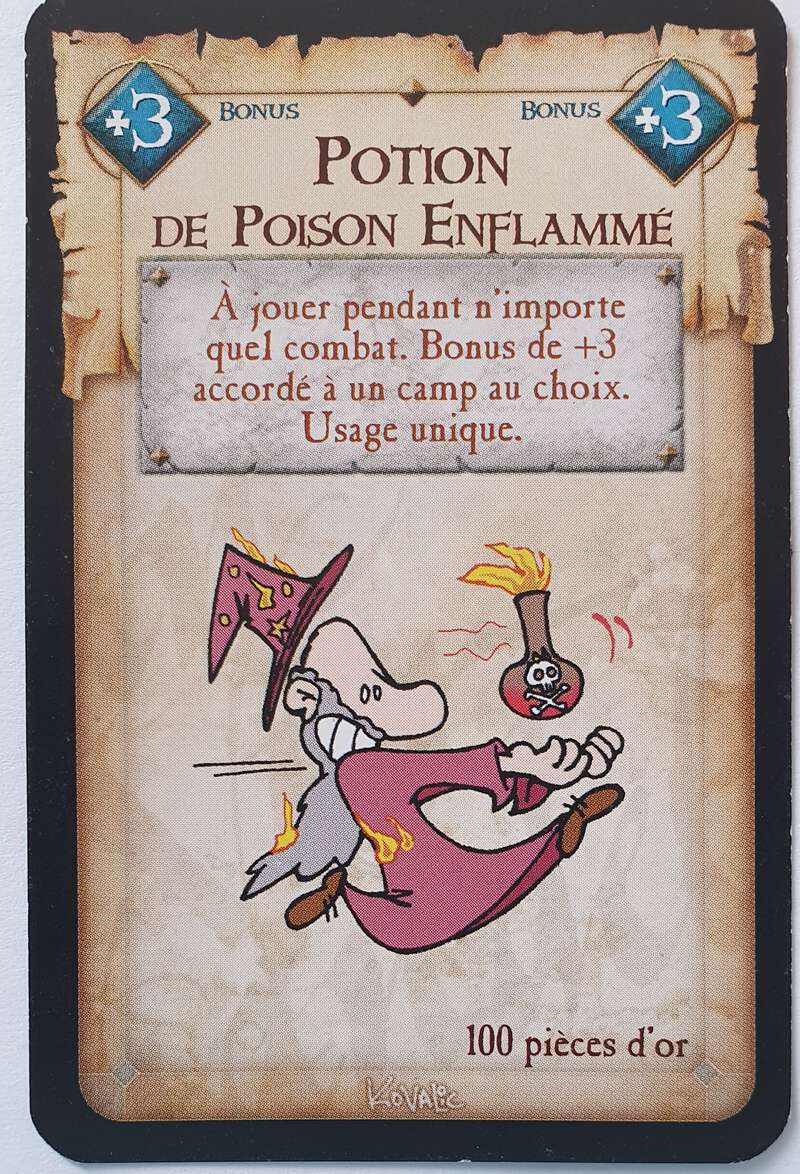 +3 BONUS BONUS +3
POTION
DE POISON ENFLAMMÉ
À jouer pendant n'importe
quel combat. Bonus de +3
accordé à un camp au choix.
Usage unique.
100 pièces d'or
KOVALIC